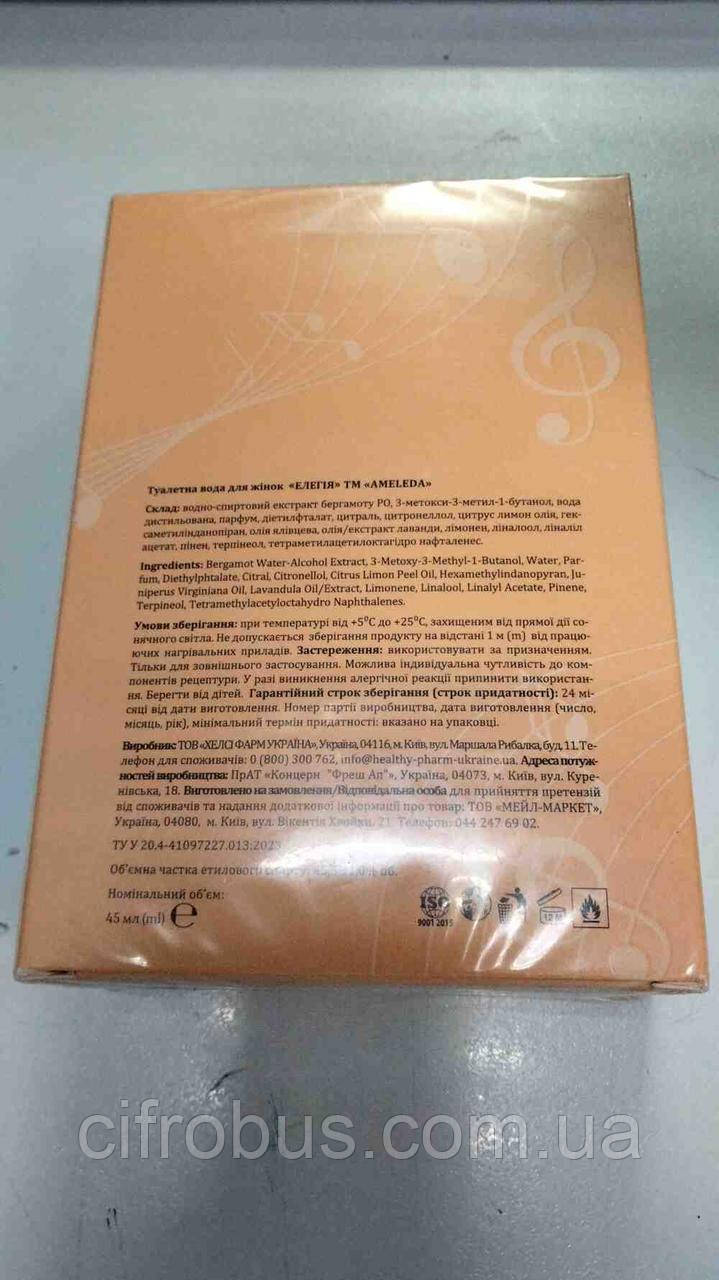 Туалетна вода для жінок «ЕЛЕГІЯ» ТМ «AMELEDA»
Склад: водно-спиртовий екстракт бергамоту РО, 3-метокси-3-метил-1-бутанол, вода
дистильована, парфум, діетилфталат, цитраль, цитронеллол, цитрус лимон олія, гек-
саметиліндaнопіран, олія ялівцева, олія/екстракт лаванди, лімонен, ліналоол, ліналіл
ацетат, пінен, терпінеол, тетраметилацетилоктагідро нафталенес.
Ingredients: Bergamot Water-Alcohol Extract, 3-Metoxy-3-Methyl-1-Butanol, Water, Par-
fum, Diethylphtalate, Citral, Citronellol, Citrus Limon Peel Oil, Hexamethylindanopyran, Ju-
niperus Virginiana Oil, Lavandula Oil/Extract, Limonene, Linalool, Linalyl Acetate, Pinene,
Terpineol, Tetramethylacetyloctahydro Naphthalenes.
Умови зберігання: при температурі від +5°С до +25°С, захищеним від прямої дії со-
нячного світла. Не допускається зберігання продукту на відстані 1 м (m) від працю-
ючих нагрівальних приладів. Застереження: використовувати за призначенням.
Тільки для зовнішнього застосування. Можлива індивідуальна чутливість до ком-
понентів рецептури. У разі виникнення алергічної реакції припинити використан-
ня. Берегти від дітей. Гарантійний строк зберігання (строк придатності): 24 мі-
сяці від дати виготовлення. Номер партії виробництва, дата виготовлення (число,
місяць, рік), мінімальний термін придатності: вказано на упаковці.
Виробник: ТОВ «ХЕЛСІ ФАРМ УКРАЇНА», Україна, 04116, м. Київ, вул. Маршала Рибалка, буд. 11. Те-
лефон для споживачів: 0 (800) 300 762, info@healthy-pharm-ukraine.ua. Адреса потуж-
ностей виробництва: ПрАТ «Концерн "Фреш Ап"», Україна, 04073, м. Київ, вул. Куре-
нівська, 18. Виготовлено на замовлення/Відповідальна особа для прийняття претензій
від споживачів та надання додаткової інформації про товар: ТОВ «МЕЙЛ-МАРКЕТ»,
Україна, 04080, м. Київ, вул. Вікентія Хвойки, 21. Телефон: 044 247 69 02.
ТУ У 20.4-41097227.013:2023
Об'ємна частка етилового спирту: об.
Номінальний об'єм:
45 мл (ml) ℮
ISO
9001 2015
12 M
cifrobus.com.ua